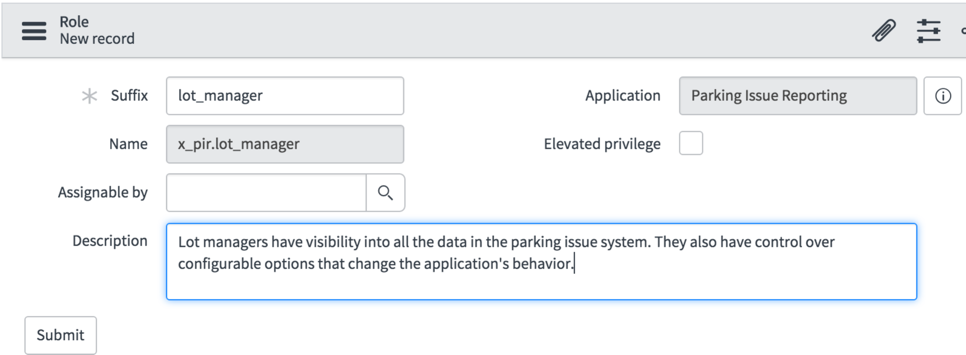 Role
New record
Suffix lot_manager Application Parking Issue Reporting
Name x_pir.lot_manager Elevated privilege
Assignable by
Description Lot managers have visibility into all the data in the parking issue system. They also have control over
configurable options that change the application's behavior.
Submit